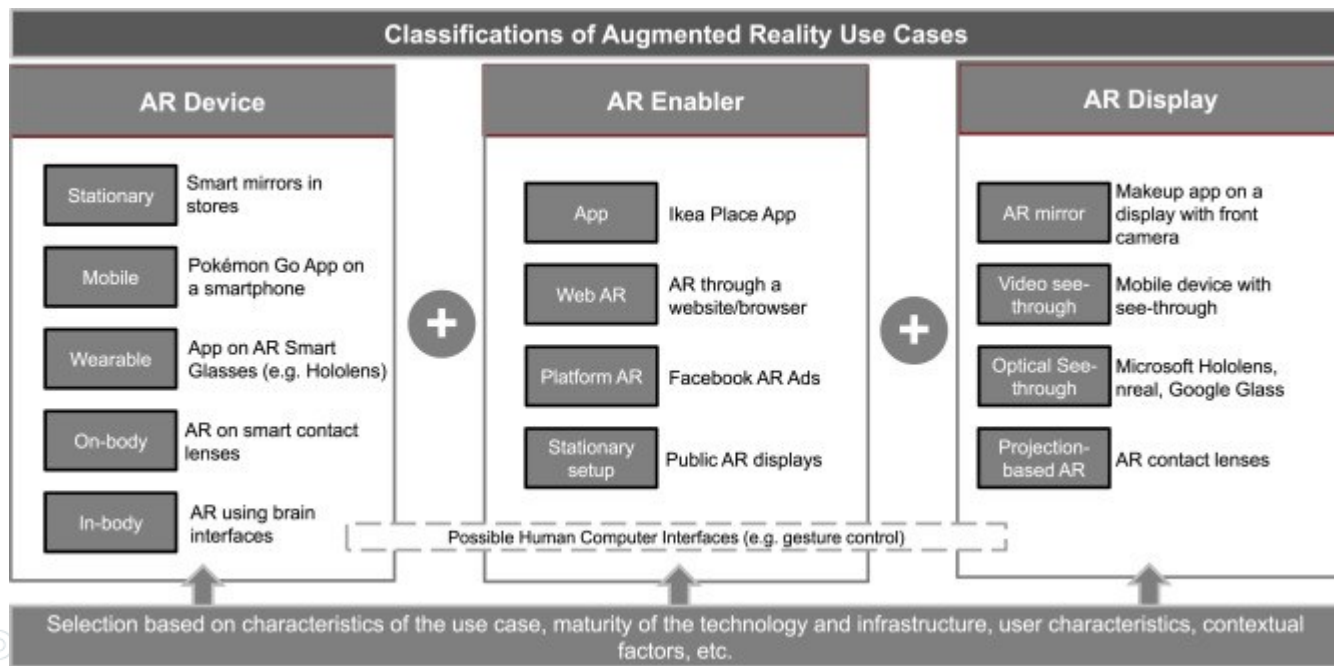 Classifications of Augmented Reality Use Cases
AR Device
Stationary
Smart mirrors in
stores
Mobile
Pokémon Go App on
a smartphone
Wearable
App on AR Smart
Glasses (e.g. Hololens)
On-body
AR on smart contact
lenses
In-body
AR using brain
interfaces
+
AR Enabler
App
Ikea Place App
Web AR
AR through a
website/browser
Platform AR
Facebook AR Ads
Stationary
setup
Public AR displays
+
AR Display
AR mirror
Makeup app on a
display with front
camera
Video see-
through
Mobile device with
see-through
Optical See-
through
Microsoft Hololens,
nreal, Google Glass
Projection-
based AR
AR contact lenses
Possible Human Computer Interfaces (e.g. gesture control)
Selection based on characteristics of the use case, maturity of the technology and infrastructure, user characteristics, contextual
factors, etc.